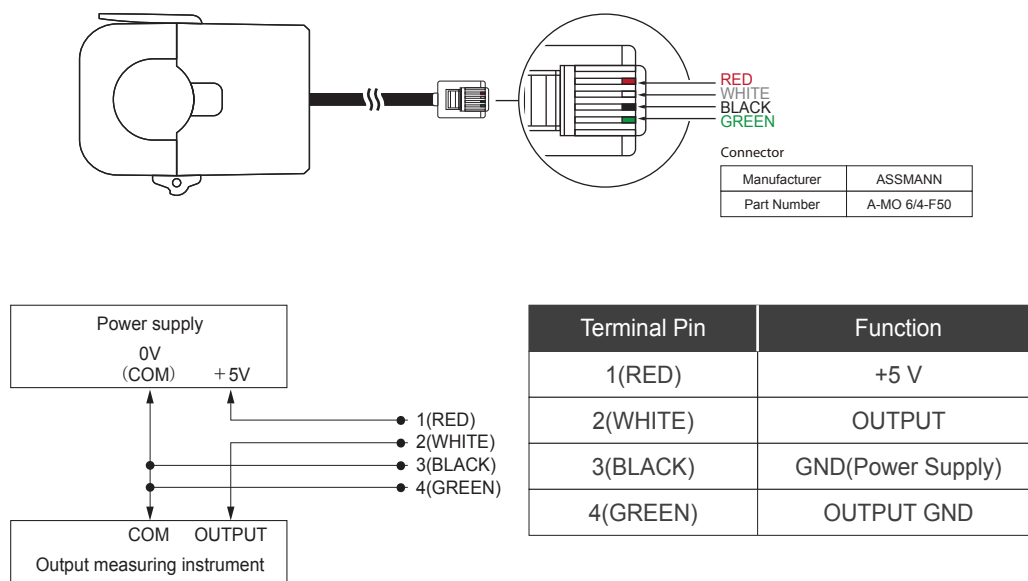 RED
WHITE
BLACK
GREEN
Connector
Manufacturer ASSMANN
Part Number A-MO 6/4-F50
Power supply
0V
(COM) +5V
1(RED)
2(WHITE)
3(BLACK)
4(GREEN)
COM OUTPUT
Output measuring instrument
Terminal Pin Function
1(RED) +5 V
2(WHITE) OUTPUT
3(BLACK) GND(Power Supply)
4(GREEN) OUTPUT GND